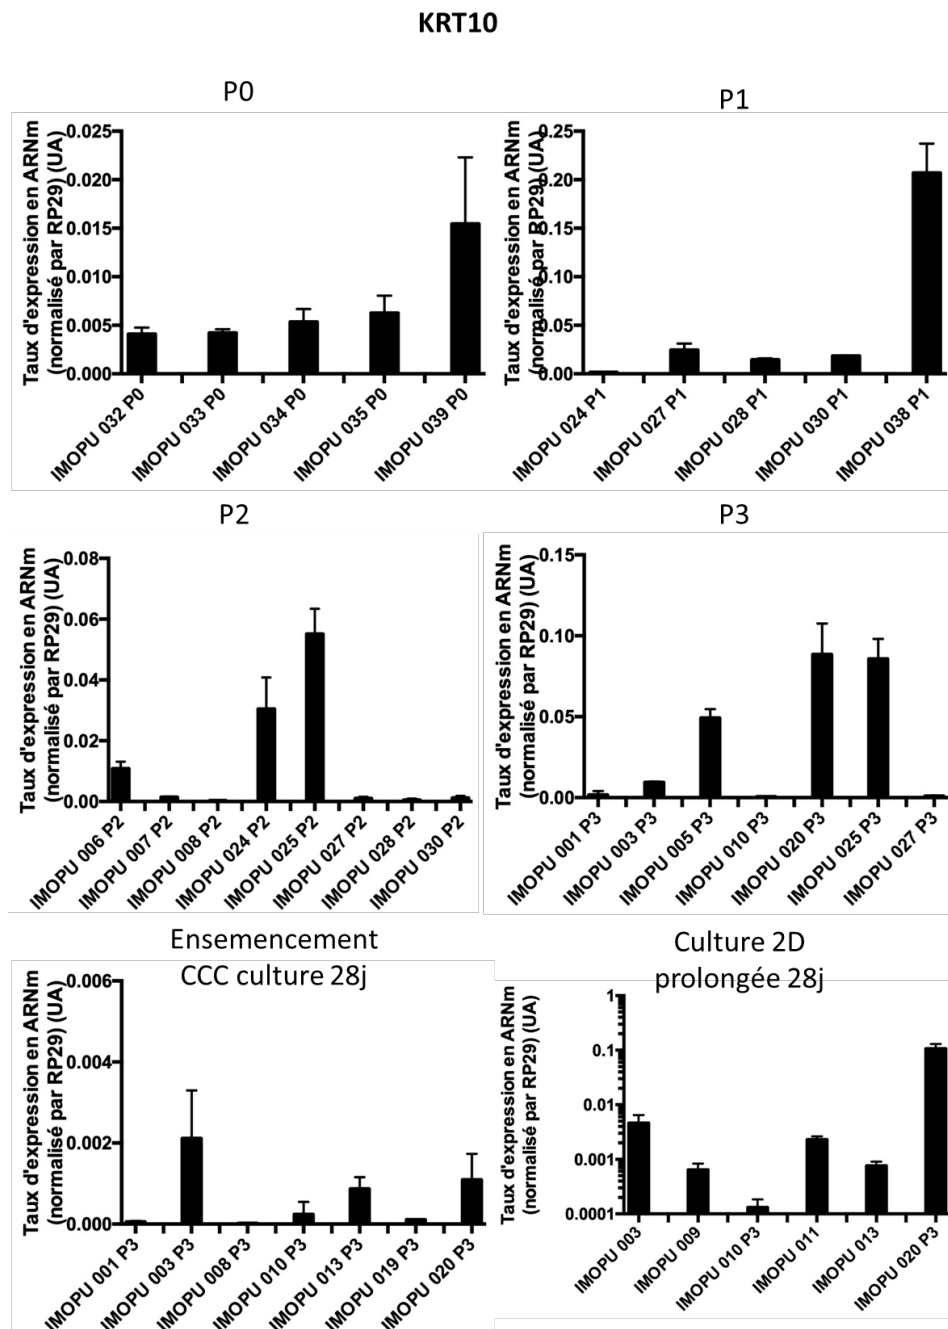 KRT10
P0
Taux d'expression en ARNm
(normalisé par RP29) (UA)
0.025
0.020
0.015
0.010
0.005
0.000
IMOPU 032 P0
IMOPU 033 P0
IMOPU 034 P0
IMOPU 035 P0
IMOPU 039 P0
P1
Taux d'expression en ARNm
(normalisé par RP29) (UA)
0.25
0.20
0.15
0.10
0.05
0.00
IMOPU 024 P1
IMOPU 027 P1
IMOPU 028 P1
IMOPU 030 P1
IMOPU 038 P1
P2
Taux d'expression en ARNm
(normalisé par RP29) (UA)
0.08
0.06
0.04
0.02
0.00
IMOPU 006 P2
IMOPU 007 P2
IMOPU 008 P2
IMOPU 024 P2
IMOPU 025 P2
IMOPU 027 P2
IMOPU 028 P2
IMOPU 030 P2
P3
Taux d'expression en ARNm
(normalisé par RP29) (UA)
0.15
0.10
0.05
0.00
IMOPU 001 P3
IMOPU 003 P3
IMOPU 005 P3
IMOPU 010 P3
IMOPU 020 P3
IMOPU 025 P3
IMOPU 027 P3
Ensemencement
CCC culture 28j
Taux d'expression en ARNm
(normalisé par RP29) (UA)
0.006
0.004
0.002
0.000
IMOPU 001 P3
IMOPU 003 P3
IMOPU 008 P3
IMOPU 010 P3
IMOPU 013 P3
IMOPU 019 P3
IMOPU 020 P3
Culture 2D
prolongée 28j
Taux d'expression en ARNm
(normalisé par RP29) (UA)
1
0.1
0.01
0.001
0.0001
IMOPU 003
IMOPU 009
IMOPU 010 P3
IMOPU 011
IMOPU 013
IMOPU 020 P3